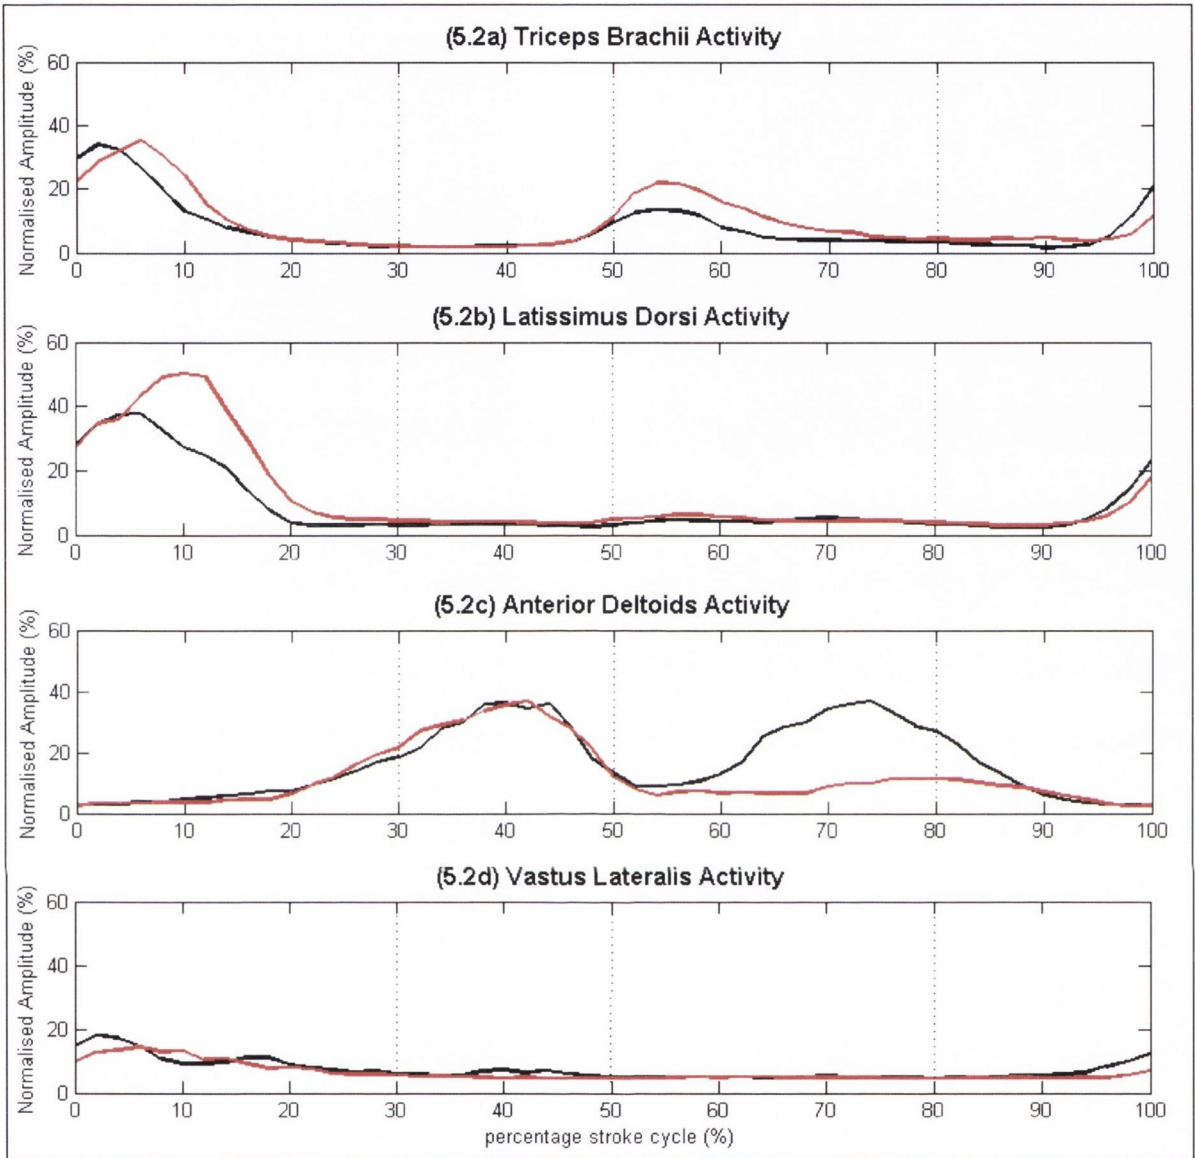 (5.2a) Triceps Brachii Activity
Normalised Amplitude (%)
60
40
20
0
0 10 20 30 40 50 60 70 80 90 100
(5.2b) Latissimus Dorsi Activity
Normalised Amplitude (%)
60
40
20
0
0 10 20 30 40 50 60 70 80 90 100
(5.2c) Anterior Deltoids Activity
Normalised Amplitude (%)
60
40
20
0
0 10 20 30 40 50 60 70 80 90 100
(5.2d) Vastus Lateralis Activity
Normalised Amplitude (%)
60
40
20
0
0 10 20 30 40 50 60 70 80 90 100
percentage stroke cycle (%)